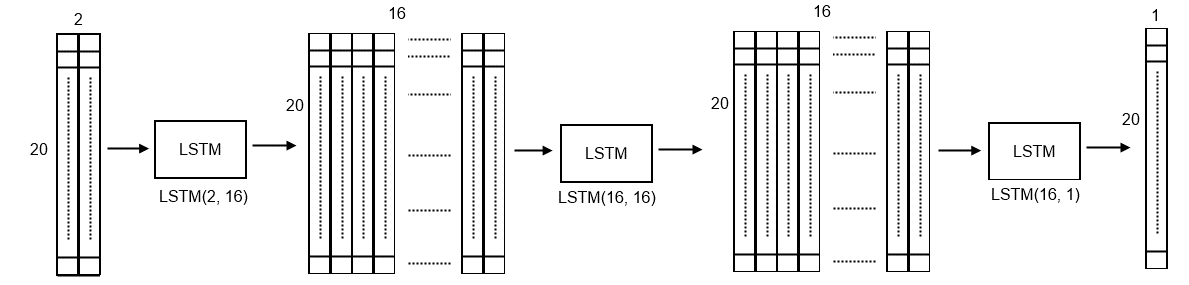 2
20
LSTM
LSTM(2, 16)
16
20
LSTM
LSTM(16, 16)
16
20
LSTM
LSTM(16, 1)
1
20